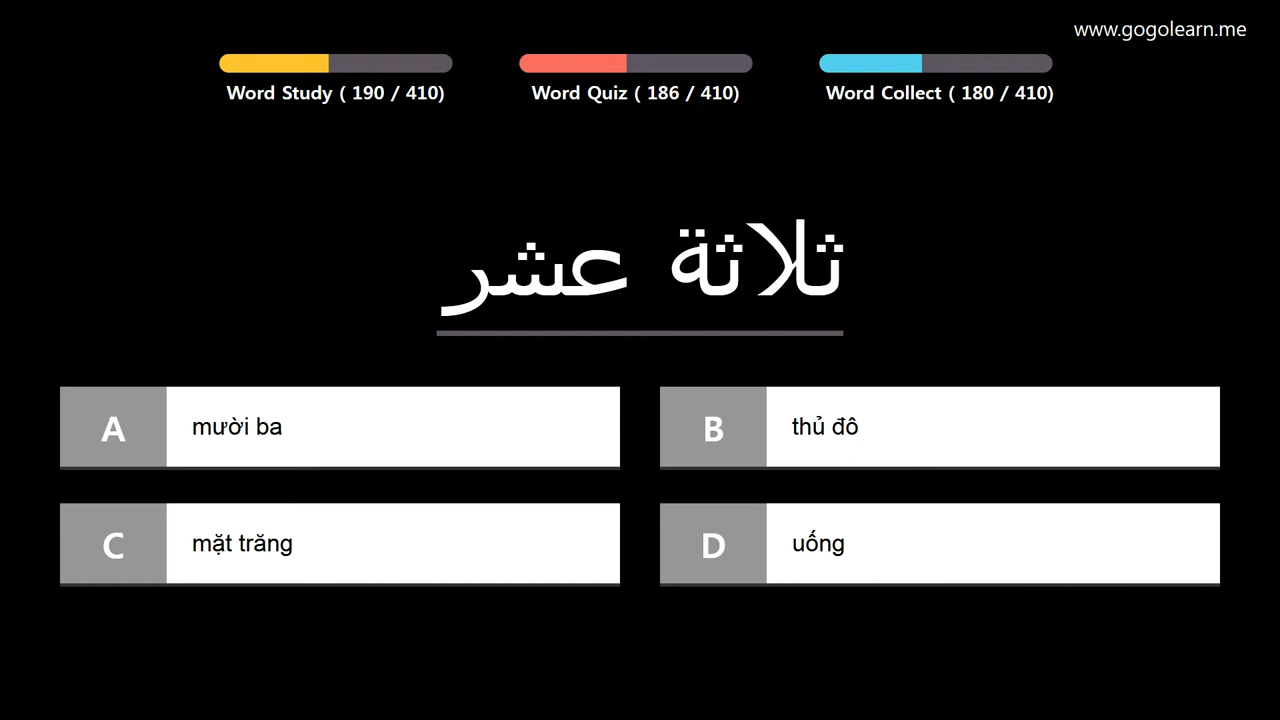 www.gogolearn.me
Word Study ( 190 / 410)
Word Quiz ( 186 / 410)
Word Collect ( 180 / 410)
ثلاثة عشر
A mười ba
B thủ đô
C mặt trăng
D uống